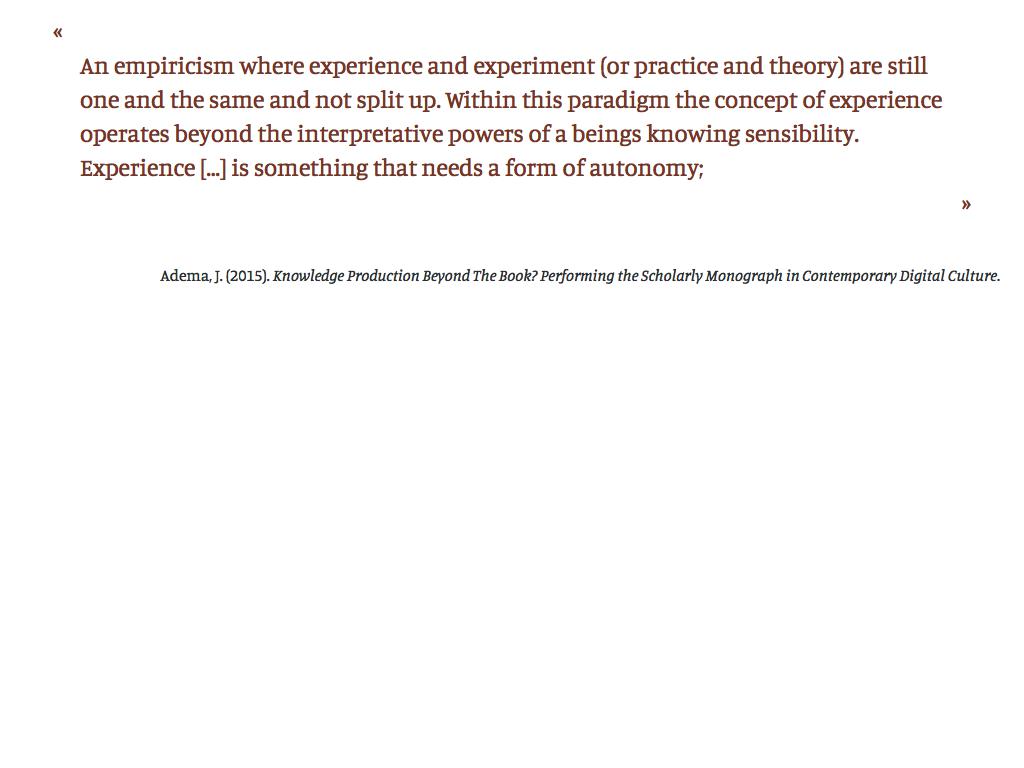 «
An empiricism where experience and experiment (or practice and theory) are still
one and the same and not split up. Within this paradigm the concept of experience
operates beyond the interpretative powers of a beings knowing sensibility.
Experience [...] is something that needs a form of autonomy;
»
Adema, J. (2015). Knowledge Production Beyond The Book? Performing the Scholarly Monograph in Contemporary Digital Culture.